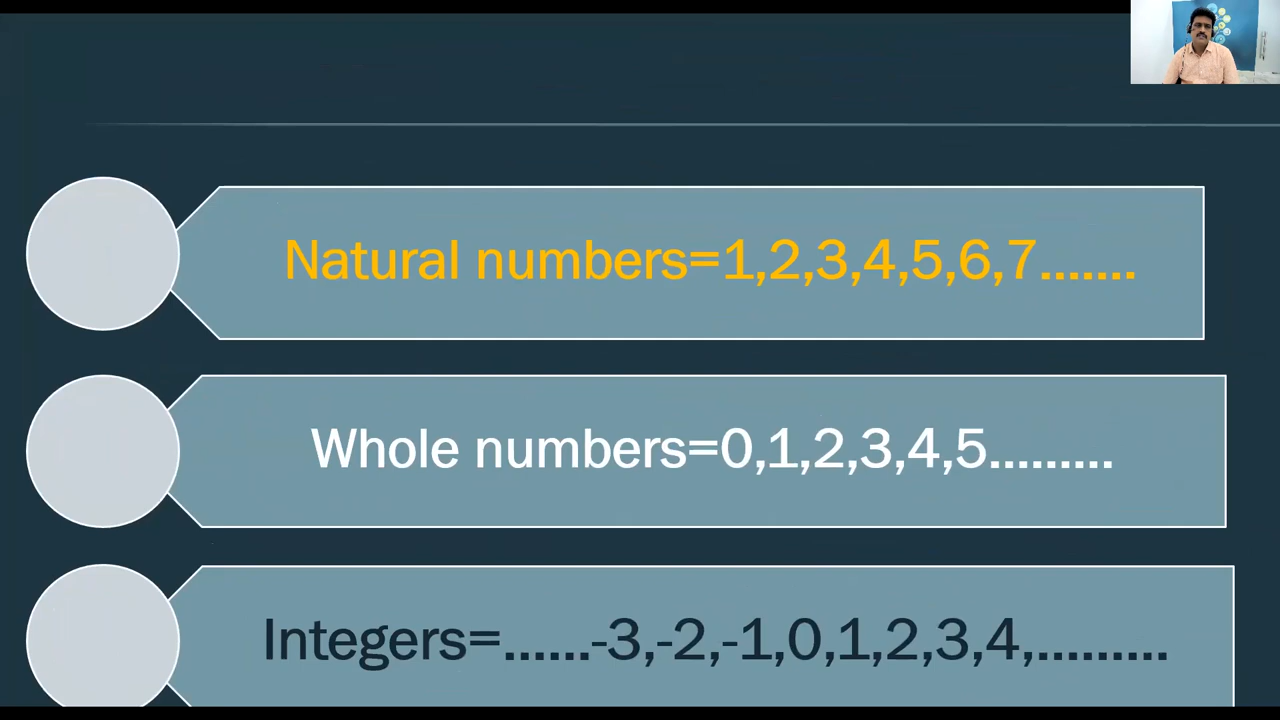 Natural numbers=1,2,3,4,5,6,7.......
Whole numbers=0,1,2,3,4,5.........
Integers=......-3,-2,-1,0,1,2,3,4,.........